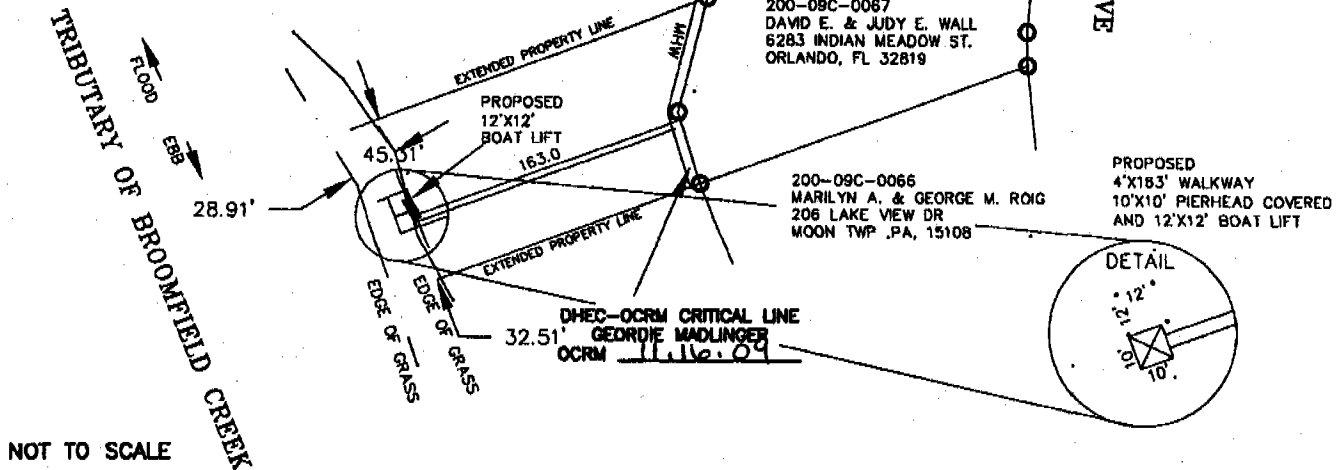 TRIBUTARY OF BROOMFIELD CREEK
FLOOD
EBB
EXTENDED PROPERTY LINE
MHW
200-09C-0067
DAVID E. & JUDY E. WALL
6283 INDIAN MEADOW ST.
ORLANDO, FL 32819
VE
PROPOSED
12'X12'
BOAT LIFT
45.31'
163.0
28.91'
200-09C-0066
MARILYN A. & GEORGE M. ROIG
206 LAKE VIEW DR
MOON TWP .PA, 15108
PROPOSED
4'X163' WALKWAY
10'X10' PIERHEAD COVERED
AND 12'X12' BOAT LIFT
EXTENDED PROPERTY LINE
EDGE OF GRASS
EDGE OF GRASS
32.51'
DHEC-OCRM CRITICAL LINE
GEORDIE MADLINGER
OCRM 11.16.09
DETAIL
12'
12'
10'
10'
NOT TO SCALE